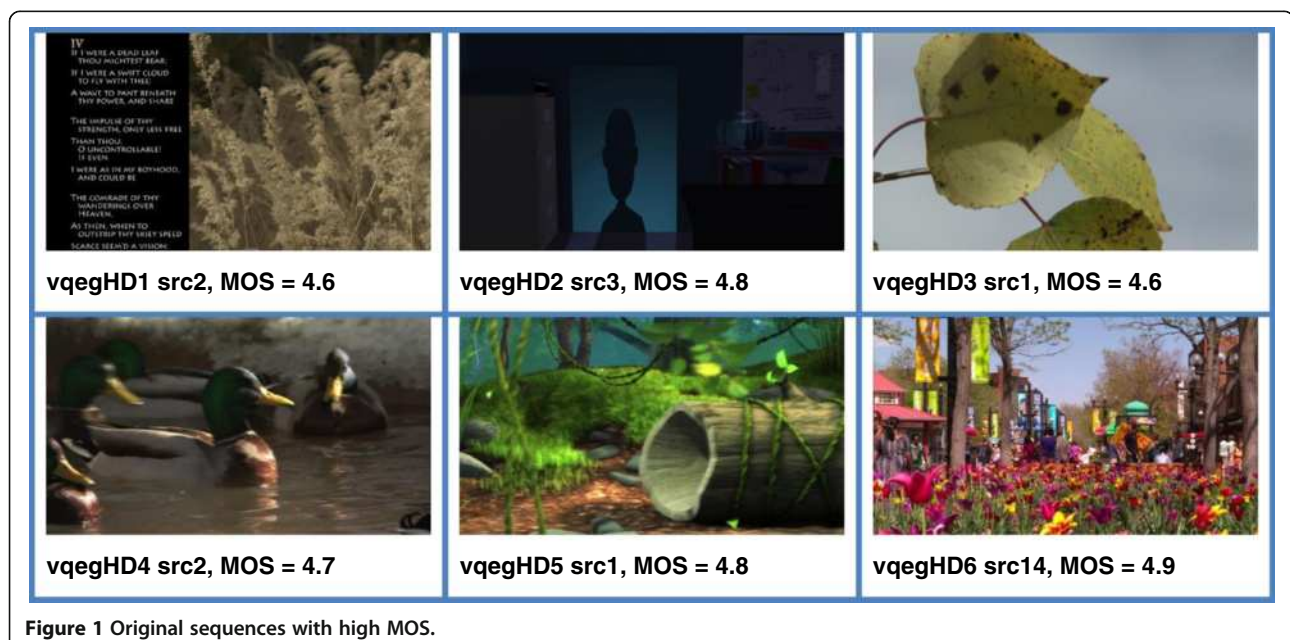 IV
IF I WERE A DEAD LEAF
THOU MIGHTEST BEAR;
IF I WERE A SWIFT CLOUD
TO FLY WITH THEE;
A WAVE TO PANT BENEATH
THY POWER, AND SHARE
THE IMPULSE OF THY
STRENGTH, ONLY LESS FREE
THAN THOU,
O UNCONTROLLABLE!
IF EVEN
I WERE AS IN MY BOYHOOD,
AND COULD BE
THE COMRADE OF THY
WANDERINGS OVER
HEAVEN,
AS THEN, WHEN TO
OUTSTRIP THY SKIEY SPEED
SCARCE SEEM'D A VISION;
vqegHD1 src2, MOS = 4.6
vqegHD2 src3, MOS = 4.8
vqegHD3 src1, MOS = 4.6
vqegHD4 src2, MOS = 4.7
vqegHD5 src1, MOS = 4.8
vqegHD6 src14, MOS = 4.9
Figure 1 Original sequences with high MOS.